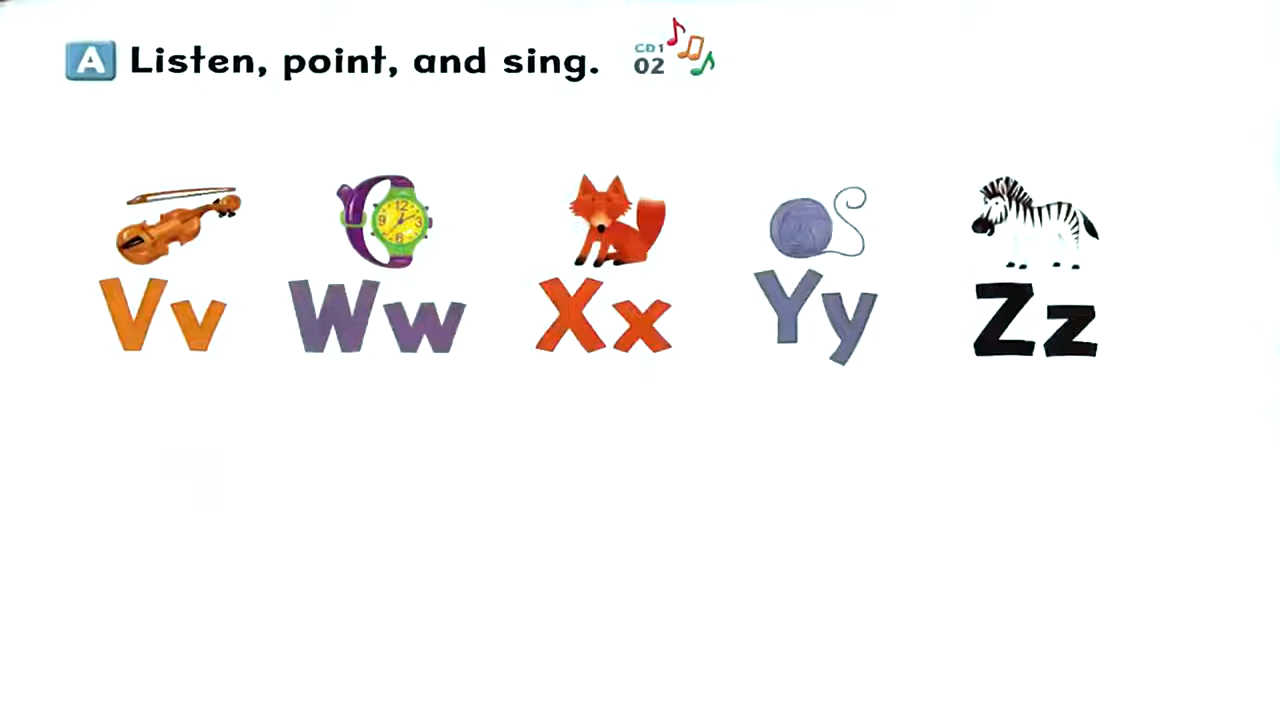 A Listen, point, and sing. CD1 02
Vv Ww Xx Yy Zz